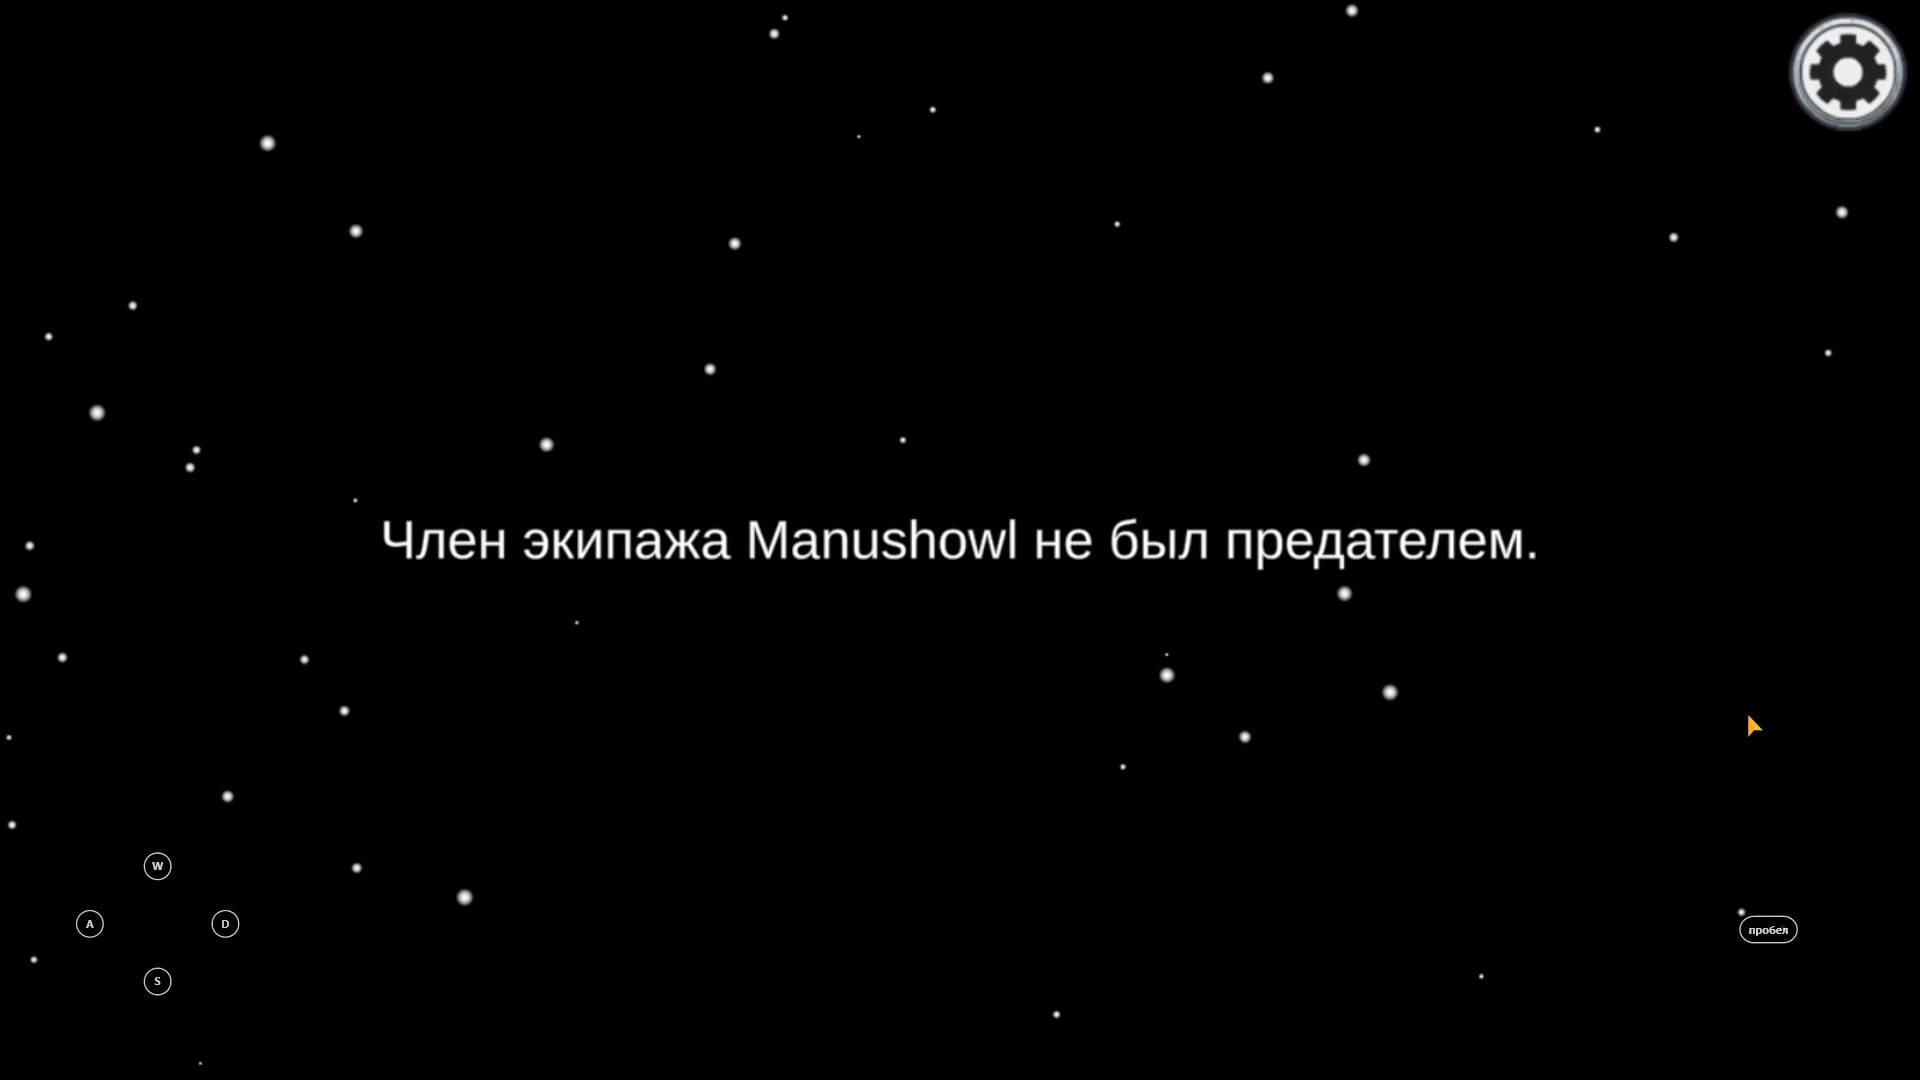 Член экипажа Manushowl не был предателем.
W
A
D
S
пробел